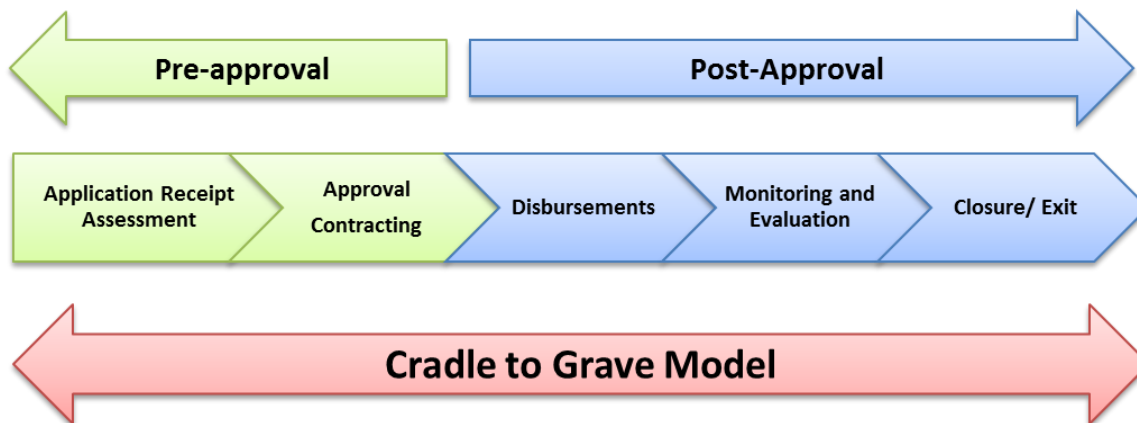 Pre-approval
Post-Approval
Application Receipt
Assessment
Approval
Contracting
Disbursements
Monitoring and
Evaluation
Closure/ Exit
Cradle to Grave Model